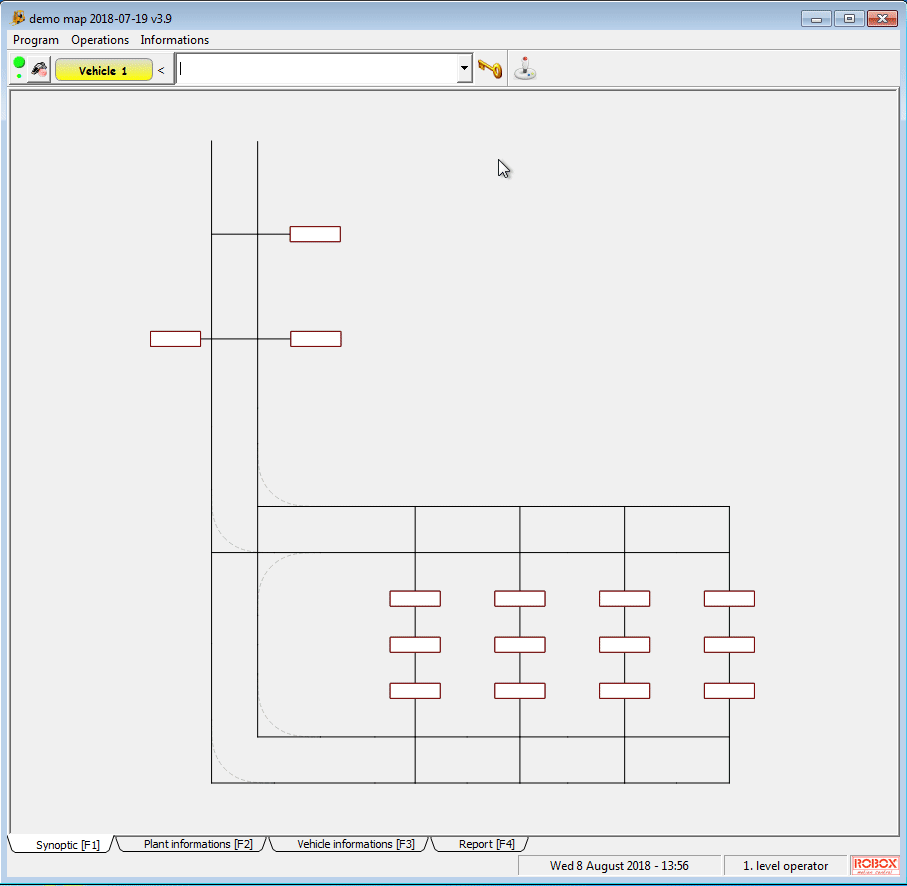 demo map 2018-07-19 v3.9
Program Operations Informations
Vehicle 1 <
Synoptic [F1] Plant informations [F2] Vehicle informations [F3] Report [F4]
Wed 8 August 2018 - 13:56 1. level operator ROBOX
motion control